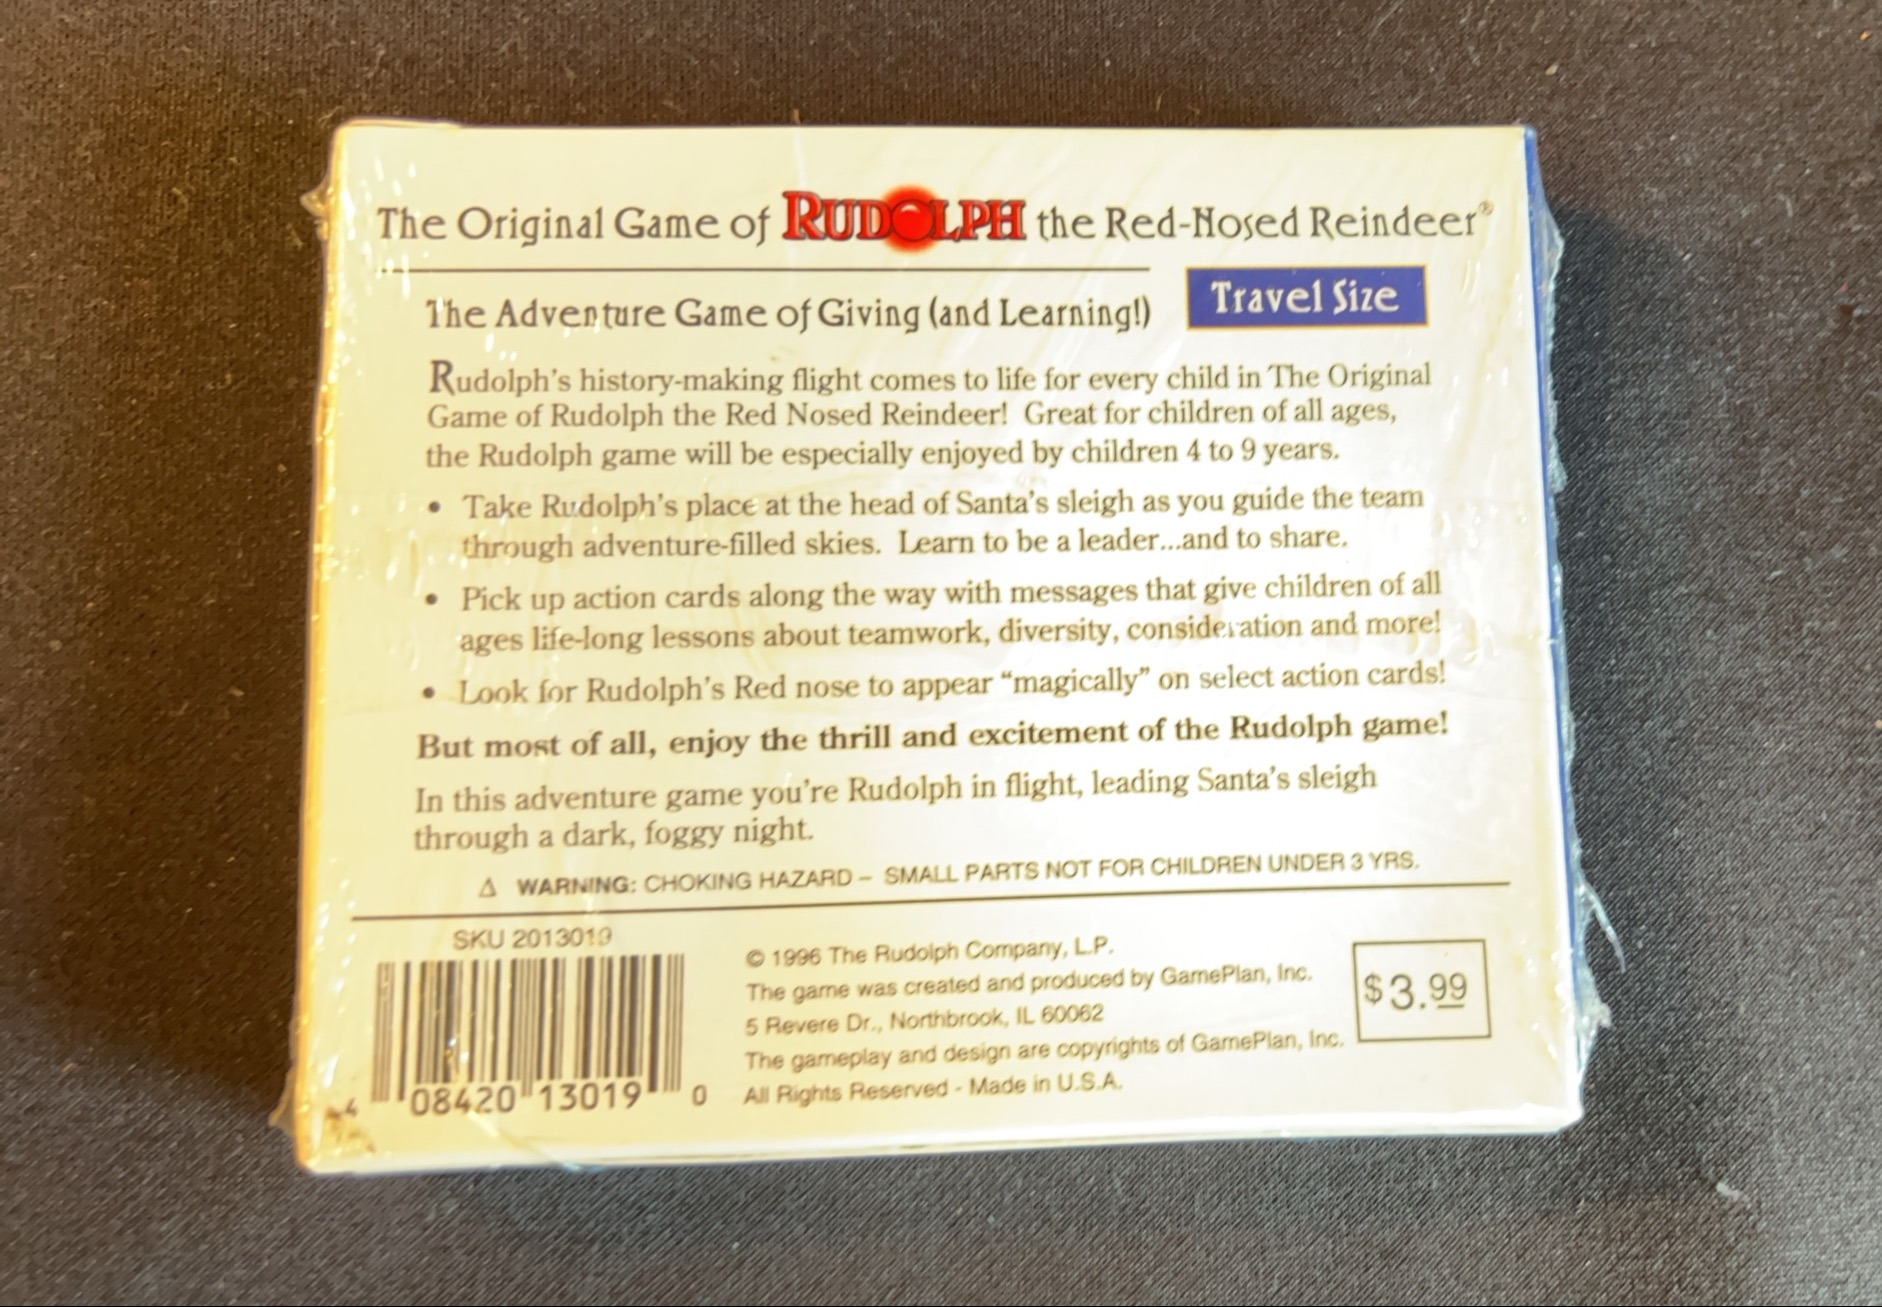 The Original Game of RUDOLPH the Red-Nosed Reindeer®
The Adventure Game of Giving (and Learning!)
Travel Size
Rudolph's history-making flight comes to life for every child in The Original
Game of Rudolph the Red Nosed Reindeer! Great for children of all ages,
the Rudolph game will be especially enjoyed by children 4 to 9 years.
• Take Rudolph's place at the head of Santa's sleigh as you guide the team
through adventure-filled skies. Learn to be a leader...and to share.
• Pick up action cards along the way with messages that give children of all
ages life-long lessons about teamwork, diversity, consideration and more!
• Look for Rudolph's Red nose to appear “magically” on select action cards!
But most of all, enjoy the thrill and excitement of the Rudolph game!
In this adventure game you're Rudolph in flight, leading Santa's sleigh
through a dark, foggy night.
⚠ WARNING: CHOKING HAZARD – SMALL PARTS NOT FOR CHILDREN UNDER 3 YRS.
SKU 2013019
4 08420 13019 0
© 1996 The Rudolph Company, L.P.
The game was created and produced by GamePlan, Inc.
5 Revere Dr., Northbrook, IL 60062
The gameplay and design are copyrights of GamePlan, Inc.
All Rights Reserved - Made in U.S.A.
$3.99